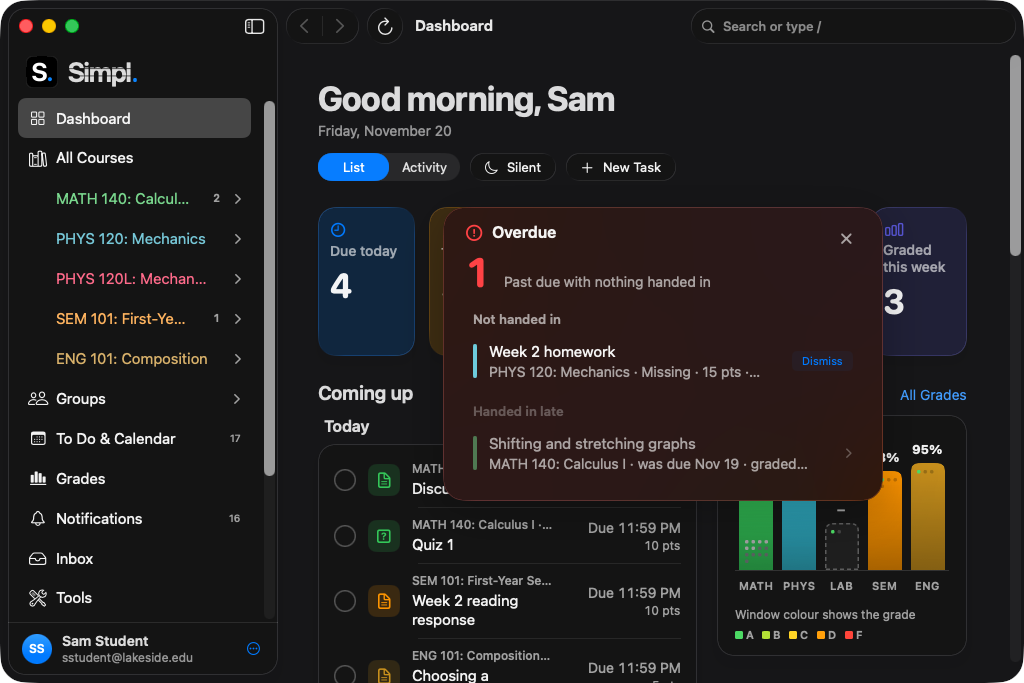 Dashboard
Search or type /
S.
Simpl.
Dashboard
All Courses
MATH 140: Calcul... 2
PHYS 120: Mechanics
PHYS 120L: Mechan...
SEM 101: First-Ye... 1
ENG 101: Composition
Groups
To Do & Calendar 17
Grades
Notifications 16
Inbox
Tools
SS
Sam Student
sstudent@lakeside.edu
Good morning, Sam
Friday, November 20
List Activity Silent + New Task
Due today
4
Overdue
1 Past due with nothing handed in
Not handed in
Week 2 homework
PHYS 120: Mechanics · Missing · 15 pts ·...
Dismiss
Handed in late
Shifting and stretching graphs
MATH 140: Calculus I · was due Nov 19 · graded...
Graded
this week
3
Coming up
Today
MATH
MATH 140: Calculus I ·...
Quiz 1
Due 11:59 PM
10 pts
SEM 101: First-Year Se...
Week 2 reading
response
Due 11:59 PM
10 pts
ENG 101: Composition...
Choosing a
Due 11:59 PM
All Grades
95%
MATH PHYS LAB SEM ENG
Window colour shows the grade
A B C D F